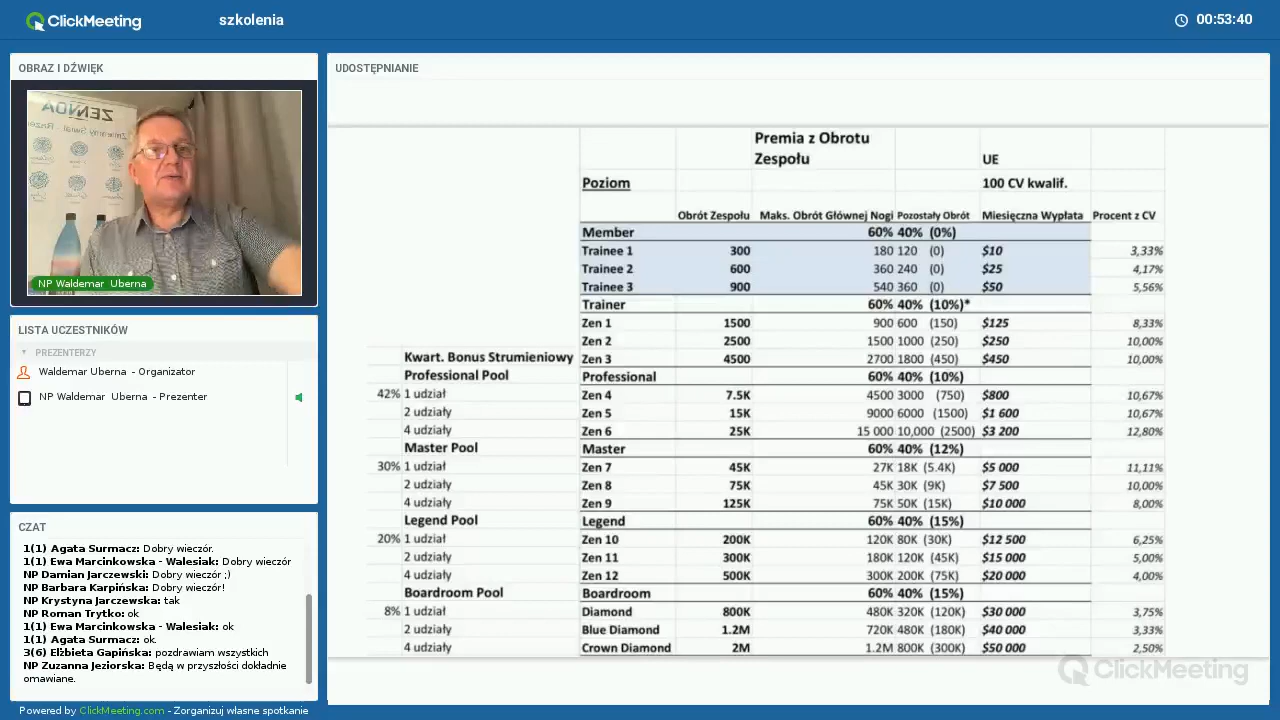 ClickMeeting
szkolenia
00:53:40
OBRAZ I DŹWIĘK
ZENNOA
NP Waldemar Uberna
LISTA UCZESTNIKÓW
PREZENTERZY
Waldemar Uberna - Organizator
NP Waldemar Uberna - Prezenter
CZAT
1(1) Agata Surmacz: Dobry wieczór.
1(1) Ewa Marcinkowska - Walesiak: Dobry wieczór
NP Damian Jarczewski: Dobry wieczór ;)
NP Barbara Karpińska: Dobry wieczór!
NP Krystyna Jarczewska: tak
NP Roman Trytko: ok
1(1) Ewa Marcinkowska - Walesiak: ok
1(1) Agata Surmacz: ok.
3(6) Elżbieta Gapińska: pozdrawiam wszystkich
NP Zuzanna Jeziorska: Będą w przyszłości dokładnie
omawiane.
Powered by ClickMeeting.com - Zorganizuj własne spotkanie
UDOSTĘPNIANIE
Premia z Obrotu
Zespołu UE
Poziom 100 CV kwalif.
Obrót Zespołu Maks. Obrót Głównej Nogi Pozostały Obrót Miesięczna Wypłata Procent z CV
Member 60% 40% (0%)
Trainee 1 300 180 120 (0) $10 3,33%
Trainee 2 600 360 240 (0) $25 4,17%
Trainee 3 900 540 360 (0) $50 5,56%
Trainer 60% 40% (10%)*
Zen 1 1500 900 600 (150) $125 8,33%
Zen 2 2500 1500 1000 (250) $250 10,00%
Kwart. Bonus Strumieniowy Zen 3 4500 2700 1800 (450) $450 10,00%
Professional Pool Professional 60% 40% (10%)
42% 1 udział Zen 4 7.5K 4500 3000 (750) $800 10,67%
2 udziały Zen 5 15K 9000 6000 (1500) $1 600 10,67%
4 udziały Zen 6 25K 15 000 10,000 (2500) $3 200 12,80%
Master Pool Master 60% 40% (12%)
30% 1 udział Zen 7 45K 27K 18K (5.4K) $5 000 11,11%
2 udziały Zen 8 75K 45K 30K (9K) $7 500 10,00%
4 udziały Zen 9 125K 75K 50K (15K) $10 000 8,00%
Legend Pool Legend 60% 40% (15%)
20% 1 udział Zen 10 200K 120K 80K (30K) $12 500 6,25%
2 udziały Zen 11 300K 180K 120K (45K) $15 000 5,00%
4 udziały Zen 12 500K 300K 200K (75K) $20 000 4,00%
Boardroom Pool Boardroom 60% 40% (15%)
8% 1 udział Diamond 800K 480K 320K (120K) $30 000 3,75%
2 udziały Blue Diamond 1.2M 720K 480K (180K) $40 000 3,33%
4 udziały Crown Diamond 2M 1.2M 800K (300K) $50 000 2,50%
ClickMeeting